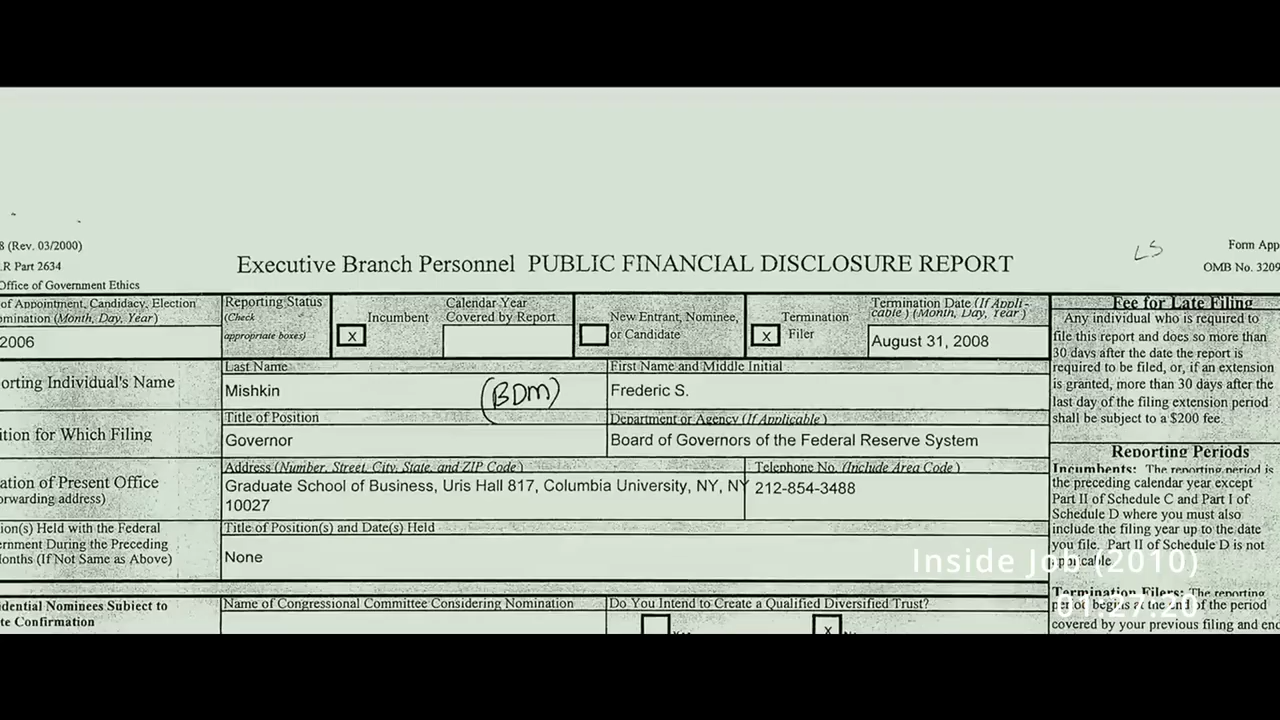 8 (Rev. 03/2000)
.R Part 2634
Office of Government Ethics
LS
Form App
OMB No. 3209
Executive Branch Personnel PUBLIC FINANCIAL DISCLOSURE REPORT
of Appointment, Candidacy, Election
omination (Month, Day, Year)
2006
Reporting Status
(Check
appropriate boxes)
X
Incumbent
Calendar Year
Covered by Report
New Entrant, Nominee,
or Candidate
X
Termination
Filer
Termination Date (If Appli-
cable) (Month, Day, Year)
August 31, 2008
Fee for Late Filing
Any individual who is required to
file this report and does so more than
30 days after the date the report is
required to be filed, or, if an extension
is granted, more than 30 days after the
last day of the filing extension period
shall be subject to a $200 fee.
orting Individual's Name
Last Name
Mishkin
(BDM)
First Name and Middle Initial
Frederic S.
ition for Which Filing
Title of Position
Governor
Department or Agency (If Applicable)
Board of Governors of the Federal Reserve System
ation of Present Office
orwarding address)
Address (Number, Street, City, State, and ZIP Code)
Graduate School of Business, Uris Hall 817, Columbia University, NY, NY
10027
Telephone No. (Include Area Code)
212-854-3488
Reporting Periods
Incumbents: The reporting period is
the preceding calendar year except
Part II of Schedule C and Part I of
Schedule D where you must also
include the filing year up to the date
you file. Part II of Schedule D is not
applicable.
ion(s) Held with the Federal
ernment During the Preceding
onths (If Not Same as Above)
Title of Position(s) and Date(s) Held
None
Inside Job (2010)
01:27:20
Termination Filers: The reporting
period begins at the end of the period
covered by your previous filing and end
dential Nominees Subject to
te Confirmation
Name of Congressional Committee Considering Nomination
Do You Intend to Create a Qualified Diversified Trust?
X